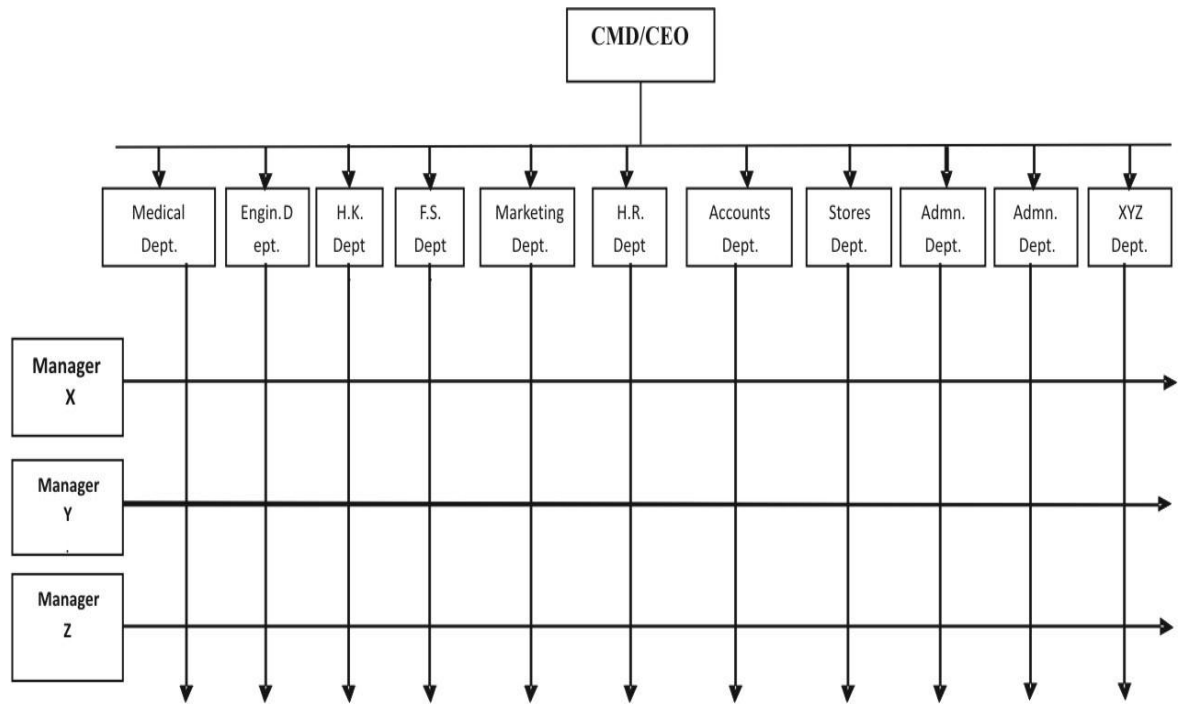 CMD/CEO
Medical
Dept.
Engin.D
ept.
H.K.
Dept
.
F.S.
Dept
.
Marketing
Dept.
H.R.
Dept
Accounts
Dept.
Stores
Dept.
Admn.
Dept.
Admn.
Dept.
XYZ
Dept.
Manager
X
Manager
Y
.
Manager
Z